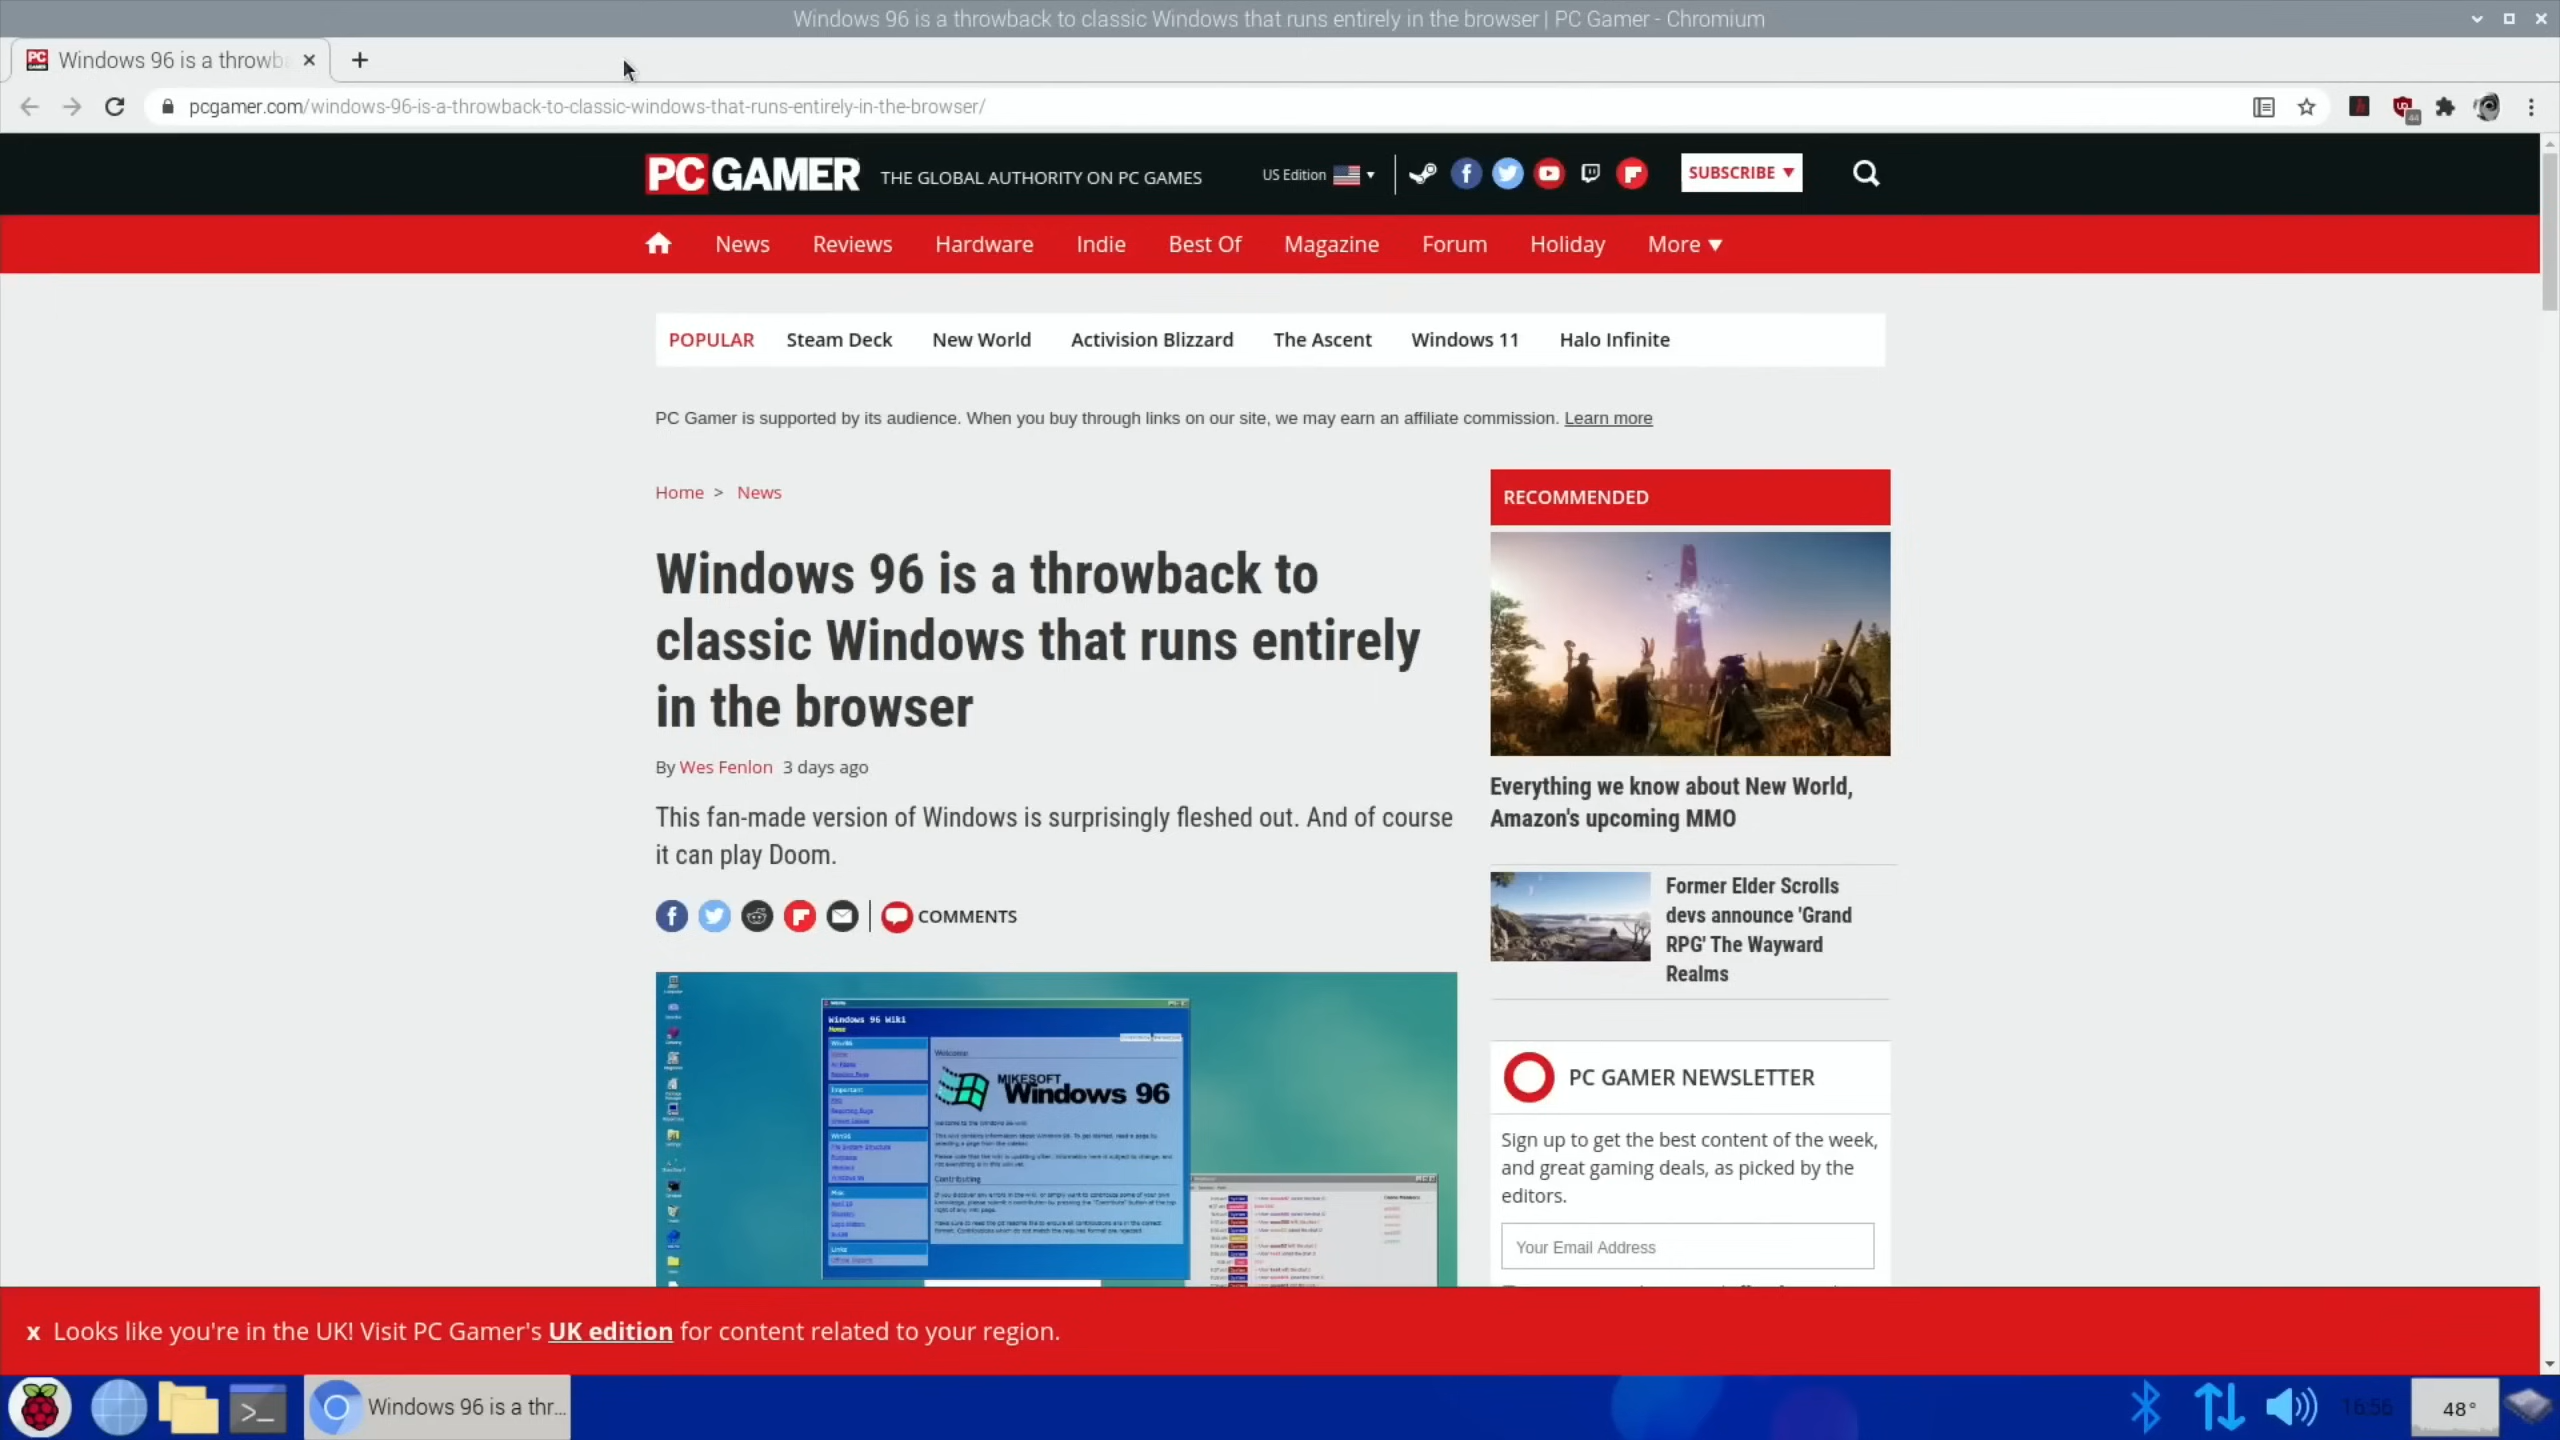 Windows 96 is a throwback to classic Windows that runs entirely in the browser | PC Gamer - Chromium
Windows 96 is a throwb
pcgamer.com/windows-96-is-a-throwback-to-classic-windows-that-runs-entirely-in-the-browser/
44
PC GAMER
THE GLOBAL AUTHORITY ON PC GAMES
US Edition
SUBSCRIBE
News Reviews Hardware Indie Best Of Magazine Forum Holiday More
POPULAR Steam Deck New World Activision Blizzard The Ascent Windows 11 Halo Infinite
PC Gamer is supported by its audience. When you buy through links on our site, we may earn an affiliate commission. Learn more
Home > News
Windows 96 is a throwback to
classic Windows that runs entirely
in the browser
By Wes Fenlon 3 days ago
This fan-made version of Windows is surprisingly fleshed out. And of course
it can play Doom.
COMMENTS
Windows 96 Wiki
Home
Welcome
MIKESOFT
Windows 96
Important
Contributing
Misc
Links
RECOMMENDED
Everything we know about New World,
Amazon's upcoming MMO
Former Elder Scrolls
devs announce 'Grand
RPG' The Wayward
Realms
PC GAMER NEWSLETTER
Sign up to get the best content of the week,
and great gaming deals, as picked by the
editors.
Your Email Address
x Looks like you're in the UK! Visit PC Gamer's UK edition for content related to your region.
Windows 96 is a thr...
16:56
48°